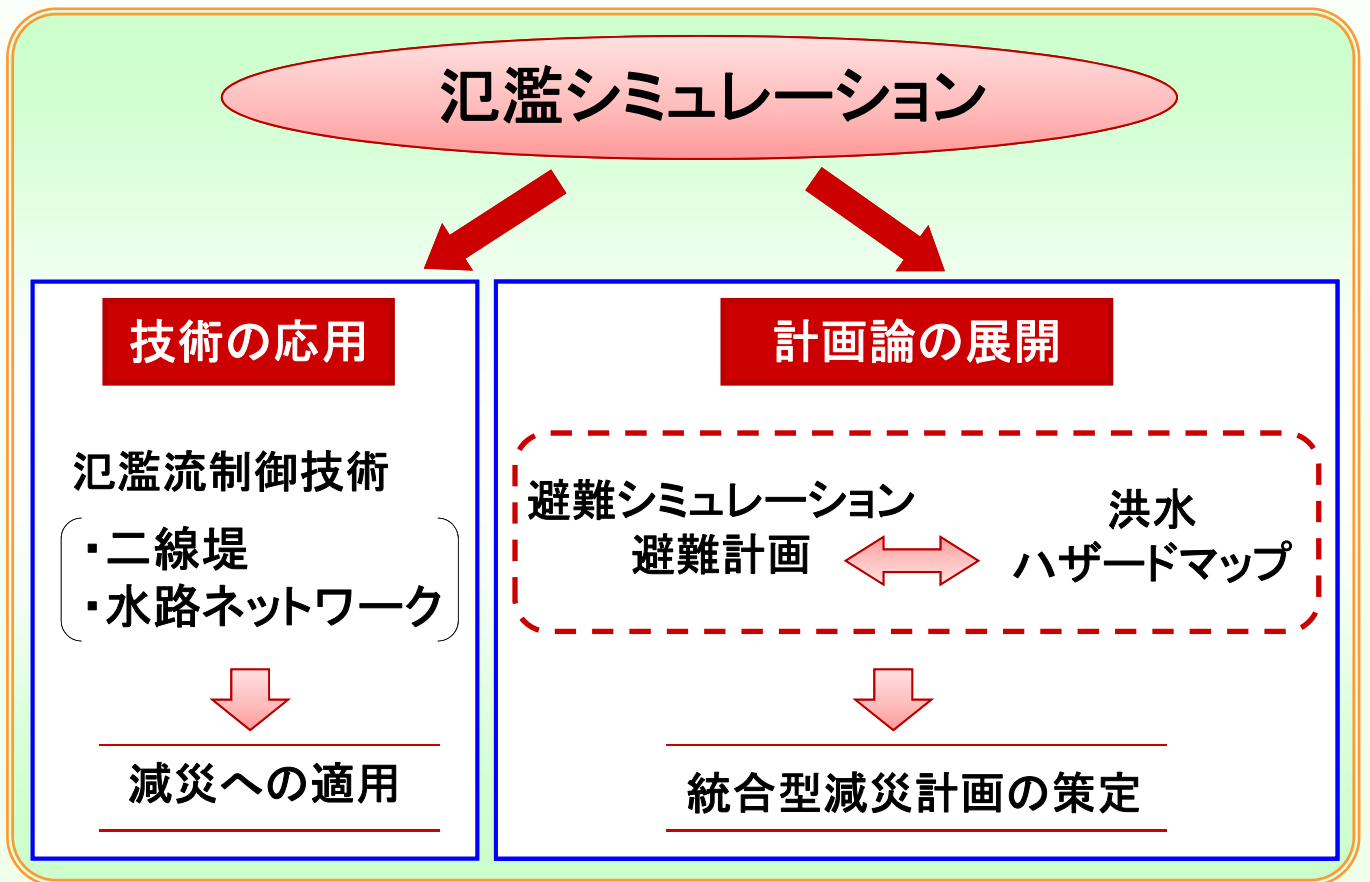 氾濫シミュレーション
技術の応用
氾濫流制御技術
・二線堤
・水路ネットワーク
減災への適用
計画論の展開
避難シミュレーション
避難計画
洪水
ハザードマップ
統合型減災計画の策定